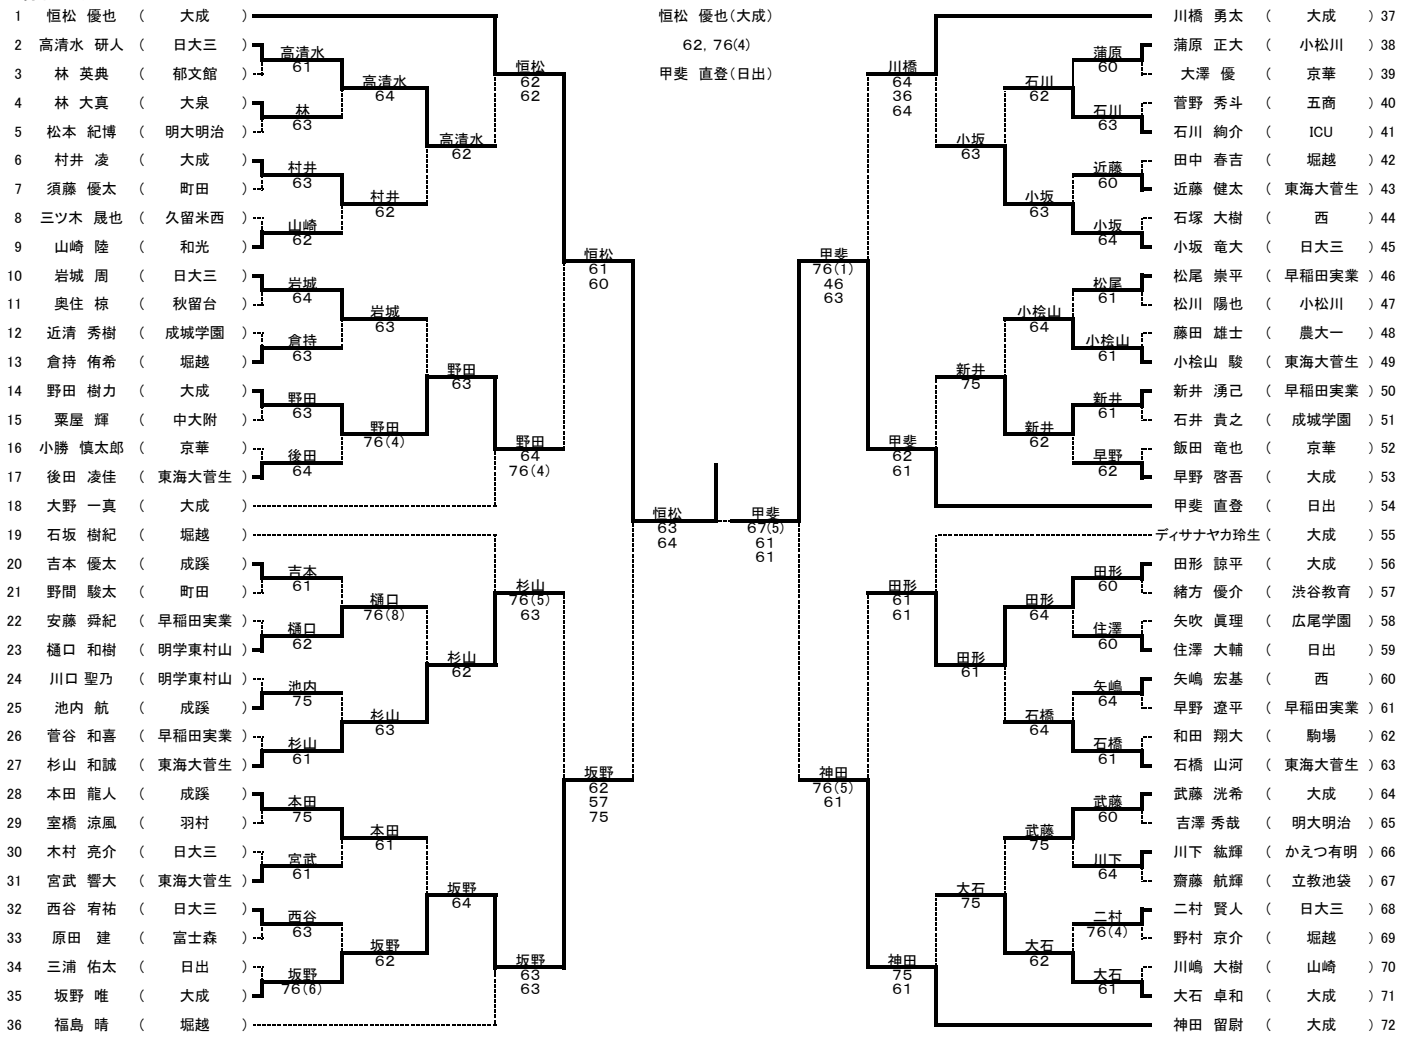 恒松 優也(大成)
62, 76(4)
甲斐 直登(日出)
1 恒松 優也 ( 大成 )
2 高清水 研人 ( 日大三 )
3 林 英典 ( 郁文館 )
4 林 大真 ( 大泉 )
5 松本 紀博 ( 明大明治 )
6 村井 凌 ( 大成 )
7 須藤 優太 ( 町田 )
8 三ツ木 晟也 ( 久留米西 )
9 山崎 陸 ( 和光 )
10 岩城 周 ( 日大三 )
11 奥住 椋 ( 秋留台 )
12 近清 秀樹 ( 成城学園 )
13 倉持 侑希 ( 堀越 )
14 野田 樹力 ( 大成 )
15 粟屋 輝 ( 中大附 )
16 小勝 慎太郎 ( 京華 )
17 後田 凌佳 ( 東海大菅生 )
18 大野 一真 ( 大成 )
19 石坂 樹紀 ( 堀越 )
20 吉本 優太 ( 成蹊 )
21 野間 駿太 ( 町田 )
22 安藤 舜紀 ( 早稲田実業 )
23 樋口 和樹 ( 明学東村山 )
24 川口 聖乃 ( 明学東村山 )
25 池内 航 ( 成蹊 )
26 菅谷 和喜 ( 早稲田実業 )
27 杉山 和誠 ( 東海大菅生 )
28 本田 龍人 ( 成蹊 )
29 室橋 涼風 ( 羽村 )
30 木村 亮介 ( 日大三 )
31 宮武 響大 ( 東海大菅生 )
32 西谷 宥祐 ( 日大三 )
33 原田 建 ( 富士森 )
34 三浦 佑太 ( 日出 )
35 坂野 唯 ( 大成 )
36 福島 晴 ( 堀越 )
高清水
61
林
63
村井
63
山崎
62
岩城
64
倉持
63
野田
63
後田
64
吉本
61
樋口
62
池内
75
杉山
61
本田
75
宮武
61
西谷
63
坂野
76(6)
高清水
64
村井
62
岩城
63
野田
76(4)
樋口
76(8)
杉山
63
本田
61
坂野
62
高清水
62
野田
63
杉山
62
坂野
64
恒松
62
62
野田
64
76(4)
杉山
76(5)
63
坂野
63
63
恒松
61
60
坂野
62
57
75
恒松
63
64
甲斐
67(5)
61
61
甲斐
76(1)
46
63
神田
76(5)
61
川橋
64
36
64
甲斐
62
61
田形
61
61
神田
75
61
小坂
63
新井
75
田形
61
大石
75
石川
62
小坂
63
小桧山
64
新井
62
田形
64
石橋
64
武藤
75
大石
62
蒲原
60
石川
63
近藤
60
小坂
64
松尾
61
小桧山
61
新井
61
早野
62
田形
60
住澤
60
矢嶋
64
石橋
61
武藤
60
川下
64
二村
76(4)
大石
61
川橋 勇太 ( 大成 ) 37
蒲原 正大 ( 小松川 ) 38
大澤 優 ( 京華 ) 39
菅野 秀斗 ( 五商 ) 40
石川 絢介 ( ICU ) 41
田中 春吉 ( 堀越 ) 42
近藤 健太 ( 東海大菅生 ) 43
石塚 大樹 ( 西 ) 44
小坂 竜大 ( 日大三 ) 45
松尾 崇平 ( 早稲田実業 ) 46
松川 陽也 ( 小松川 ) 47
藤田 雄士 ( 農大一 ) 48
小桧山 駿 ( 東海大菅生 ) 49
新井 湧己 ( 早稲田実業 ) 50
石井 貴之 ( 成城学園 ) 51
飯田 竜也 ( 京華 ) 52
早野 啓吾 ( 大成 ) 53
甲斐 直登 ( 日出 ) 54
ディサナヤカ玲生 ( 大成 ) 55
田形 諒平 ( 大成 ) 56
緒方 優介 ( 渋谷教育 ) 57
矢吹 眞理 ( 広尾学園 ) 58
住澤 大輔 ( 日出 ) 59
矢嶋 宏基 ( 西 ) 60
早野 遼平 ( 早稲田実業 ) 61
和田 翔大 ( 駒場 ) 62
石橋 山河 ( 東海大菅生 ) 63
武藤 洸希 ( 大成 ) 64
吉澤 秀哉 ( 明大明治 ) 65
川下 紘輝 ( かえつ有明 ) 66
齋藤 航輝 ( 立教池袋 ) 67
二村 賢人 ( 日大三 ) 68
野村 京介 ( 堀越 ) 69
川嶋 大樹 ( 山崎 ) 70
大石 卓和 ( 大成 ) 71
神田 留尉 ( 大成 ) 72